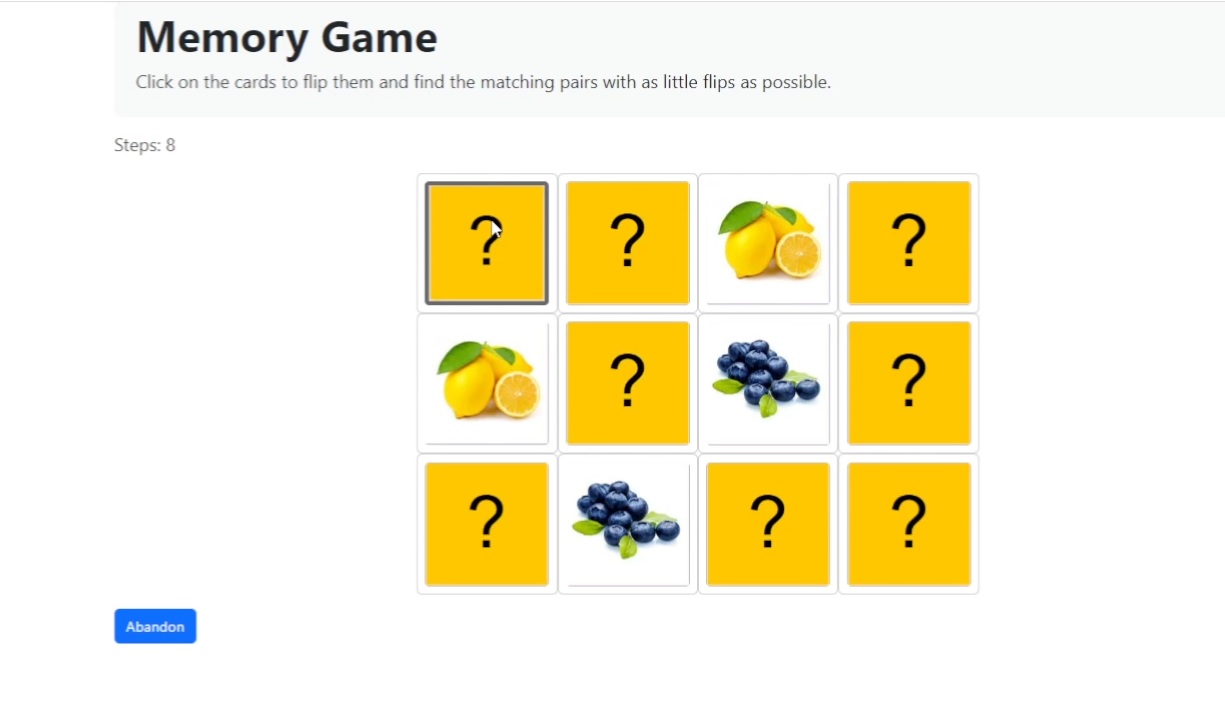 Memory Game
Click on the cards to flip them and find the matching pairs with as little flips as possible.
Steps: 8
? ? ?
? ?
? ? ?
Abandon